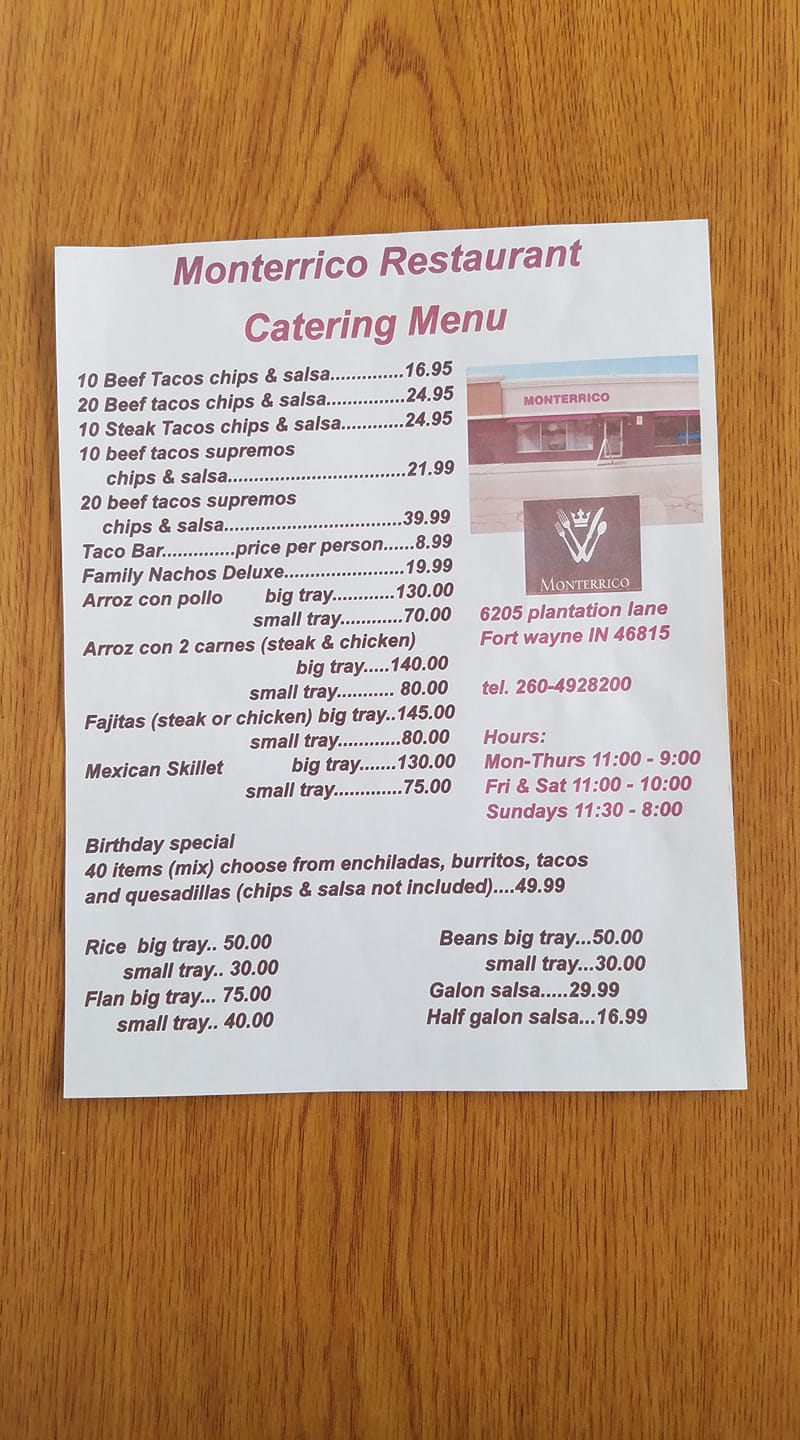 Monterrico Restaurant
Catering Menu
10 Beef Tacos chips & salsa.............16.95
20 Beef tacos chips & salsa...............24.95
10 Steak Tacos chips & salsa............24.95
10 beef tacos supremos
chips & salsa..................................21.99
20 beef tacos supremos
chips & salsa..................................39.99
Taco Bar..............price per person......8.99
Family Nachos Deluxe.......................19.99
Arroz con pollo big tray............130.00
small tray............70.00
Arroz con 2 carnes (steak & chicken)
big tray.....140.00
small tray........... 80.00
Fajitas (steak or chicken) big tray..145.00
small tray............80.00
Mexican Skillet big tray.......130.00
small tray.............75.00
MONTERRICO
MONTERRICO
6205 plantation lane
Fort wayne IN 46815
tel. 260-4928200
Hours:
Mon-Thurs 11:00 - 9:00
Fri & Sat 11:00 - 10:00
Sundays 11:30 - 8:00
Birthday special
40 items (mix) choose from enchiladas, burritos, tacos
and quesadillas (chips & salsa not included)....49.99
Rice big tray.. 50.00
small tray.. 30.00
Flan big tray... 75.00
small tray.. 40.00
Beans big tray...50.00
small tray...30.00
Galon salsa.....29.99
Half galon salsa...16.99